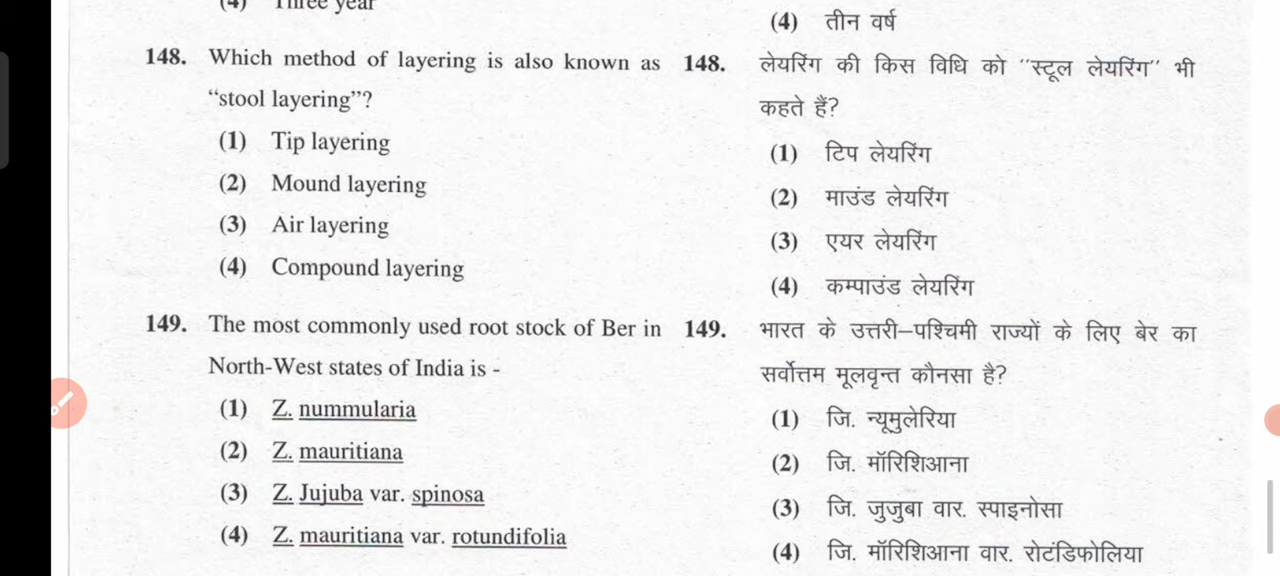 (4) Three year
148. Which method of layering is also known as
“stool layering”?
(1) Tip layering
(2) Mound layering
(3) Air layering
(4) Compound layering
149. The most commonly used root stock of Ber in
North-West states of India is -
(1) Z. nummularia
(2) Z. mauritiana
(3) Z. Jujuba var. spinosa
(4) Z. mauritiana var. rotundifolia
(4) तीन वर्ष
148. लेयरिंग की किस विधि को ‘‘स्टूल लेयरिंग’’ भी
कहते हैं?
(1) टिप लेयरिंग
(2) माउंड लेयरिंग
(3) एयर लेयरिंग
(4) कम्पाउंड लेयरिंग
149. भारत के उत्तरी–पश्चिमी राज्यों के लिए बेर का
सर्वोत्तम मूलवृन्त कौनसा है?
(1) जि. न्यूमुलेरिया
(2) जि. मॉरिशिआना
(3) जि. जुजुबा वार. स्पाइनोसा
(4) जि. मॉरिशिआना वार. रोटंडिफोलिया